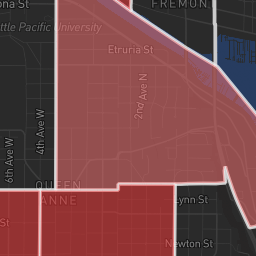 ona St
FREMON
ttle Pacific University
Etruria St
2nd Ave N
4th Ave W
6th Ave W
QUEEN
ANNE
Lynn St
St
Newton St